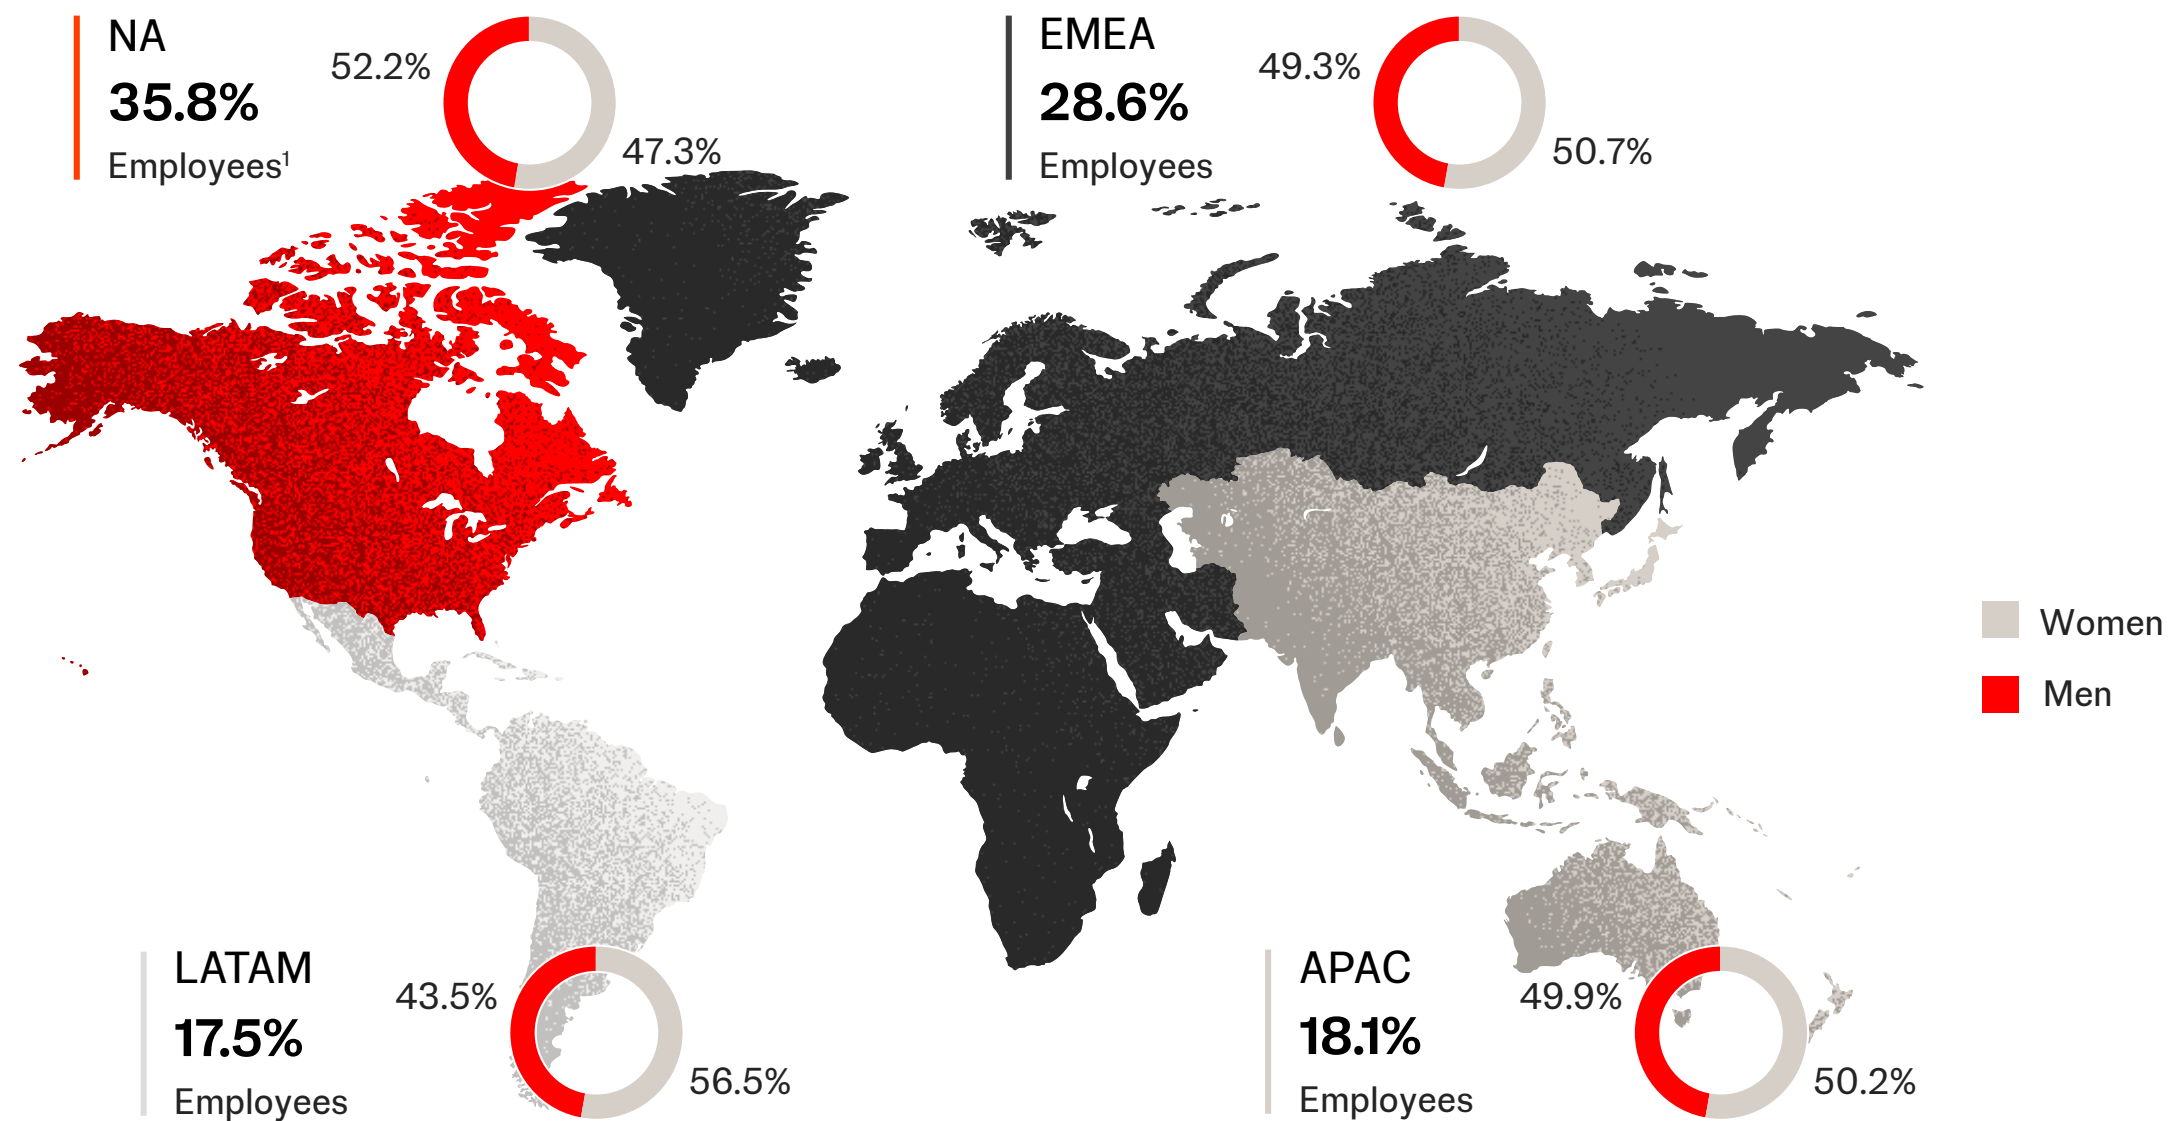 NA
35.8%
Employees¹
52.2%
47.3%
EMEA
28.6%
Employees
49.3%
50.7%
Women
Men
LATAM
17.5%
Employees
43.5%
56.5%
APAC
18.1%
Employees
49.9%
50.2%